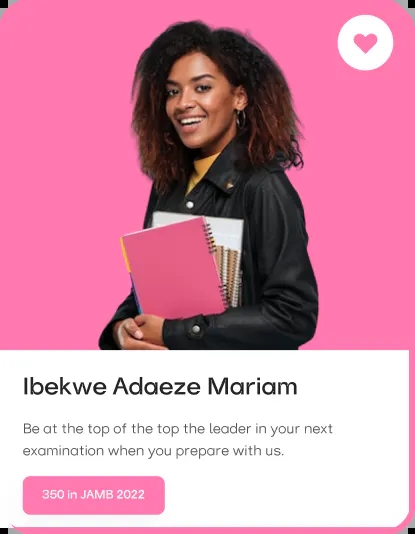 Ibekwe Adaeze Mariam
Be at the top of the top the leader in your next
examination when you prepare with us.
350 in JAMB 2022